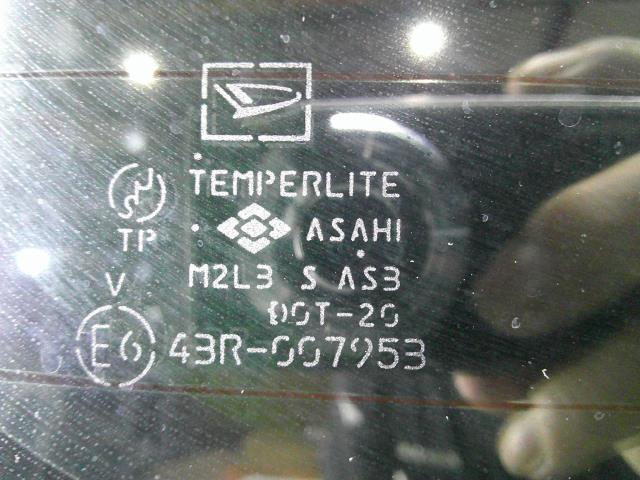 TEMPERLITE
TP ASAHI
V M2L3 S AS3
DOT-20
E6 43R-007953